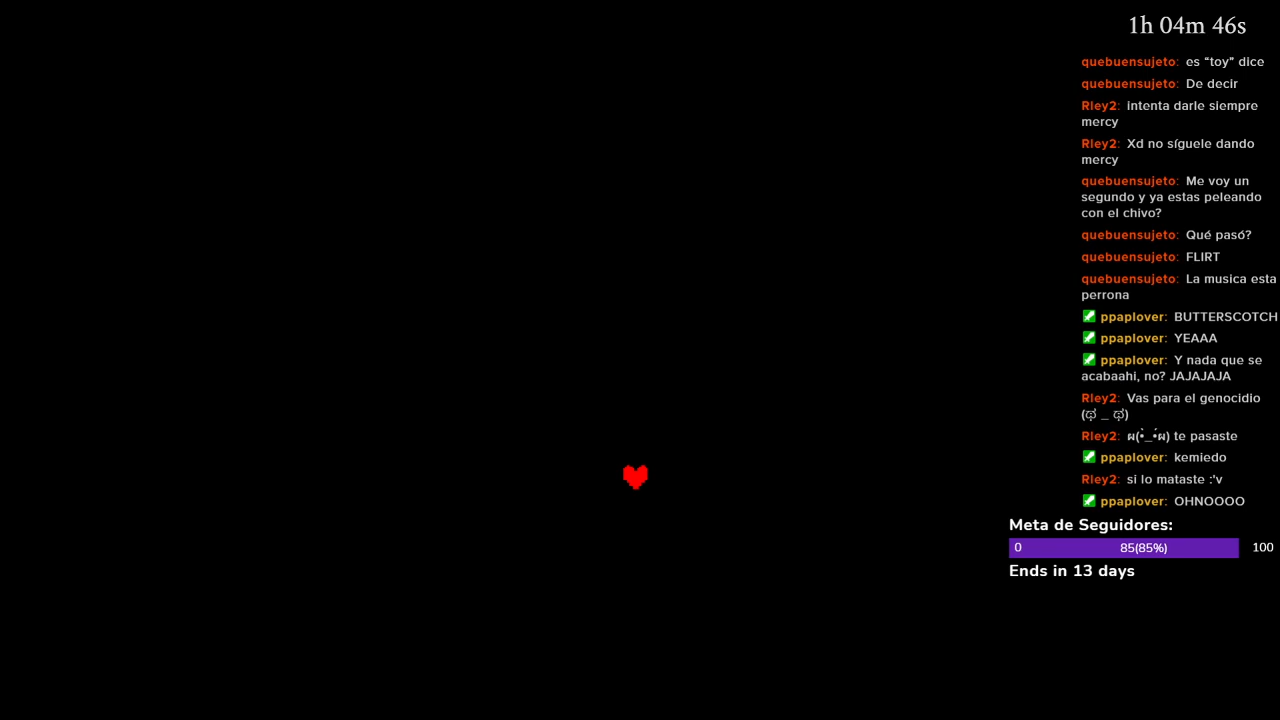 1h 04m 46s
quebuensujeto: es “toy” dice
quebuensujeto: De decir
Rley2: intenta darle siempre
mercy
Rley2: Xd no síguele dando
mercy
quebuensujeto: Me voy un
segundo y ya estas peleando
con el chivo?
quebuensujeto: Qué pasó?
quebuensujeto: FLIRT
quebuensujeto: La musica esta
perrona
ppaplover: BUTTERSCOTCH
ppaplover: YEAAA
ppaplover: Y nada que se
acabaahi, no? JAJAJAJA
Rley2: Vas para el genocidio
Rley2: te pasaste
ppaplover: kemiedo
Rley2: si lo mataste :'v
ppaplover: OHNOOOO
Meta de Seguidores:
0 85(85%) 100
Ends in 13 days